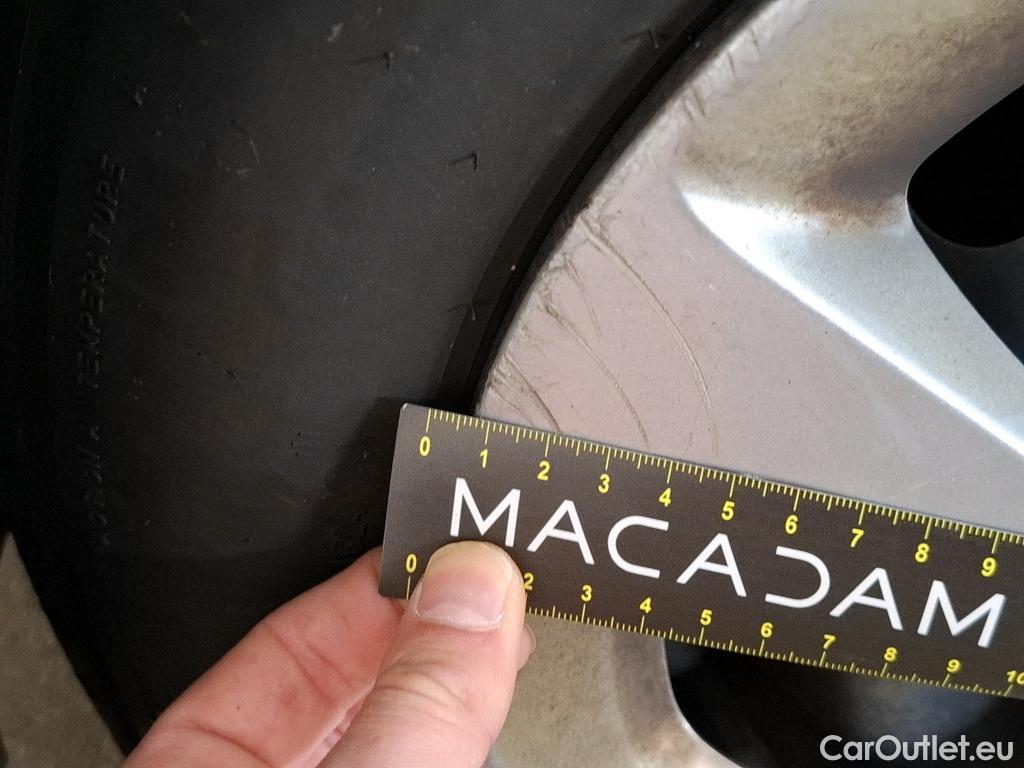 A
TEMPERATURE
0 1 2 3 4 5 6 7 8 9
MACADAM
0 2 3 4 5 6 7 8 9 10
CarOutlet.eu